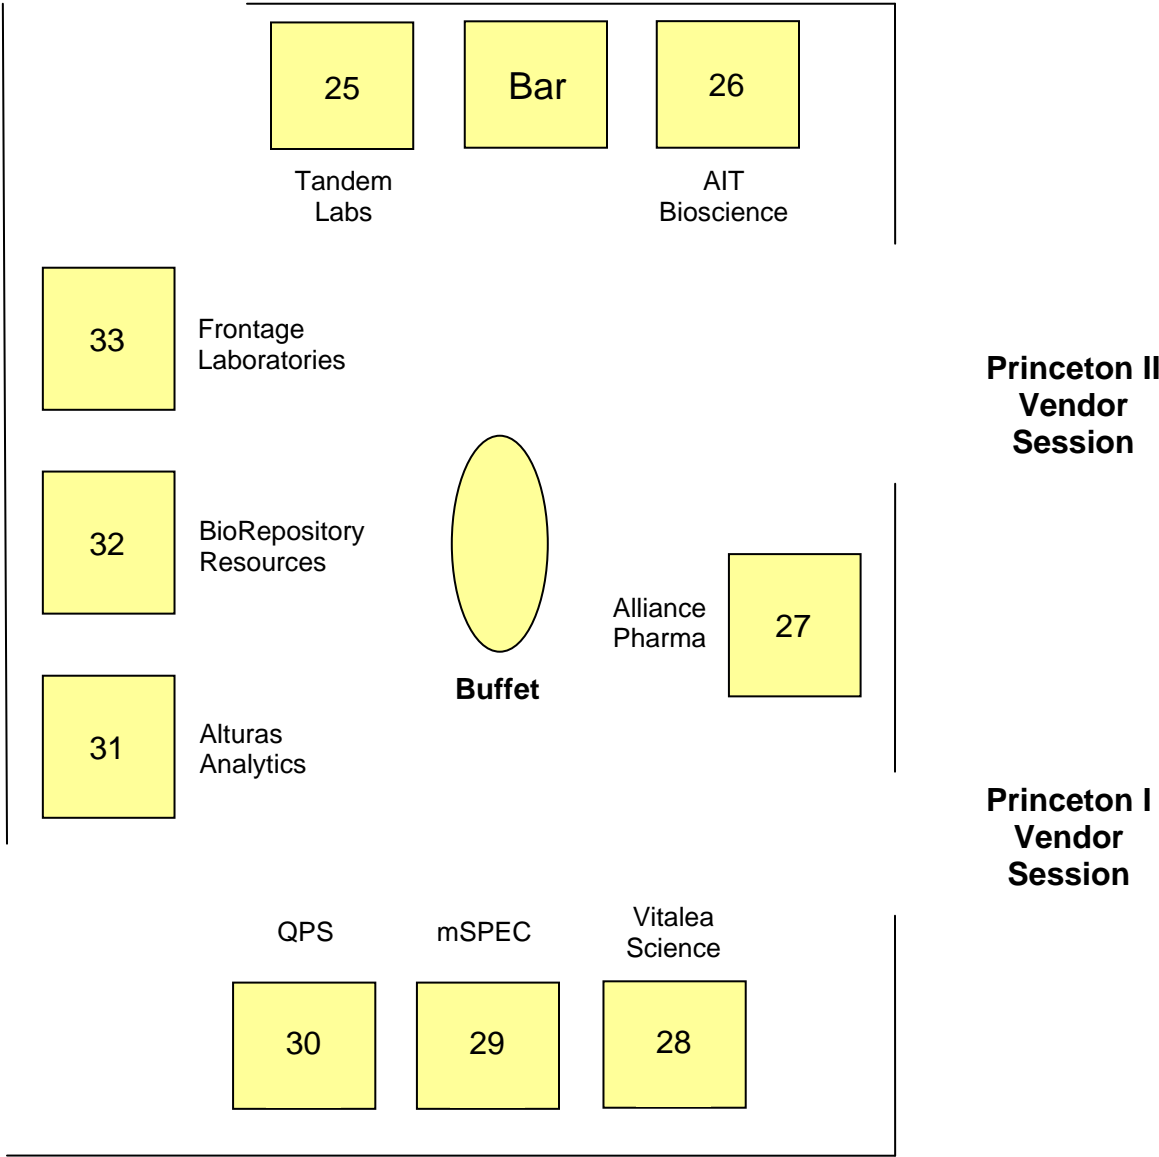 25
Bar
26
Tandem
Labs
AIT
Bioscience
33
Frontage
Laboratories
Princeton II
Vendor
Session
32
BioRepository
Resources
Alliance
Pharma
27
Buffet
31
Alturas
Analytics
Princeton I
Vendor
Session
QPS
mSPEC
Vitalea
Science
30
29
28